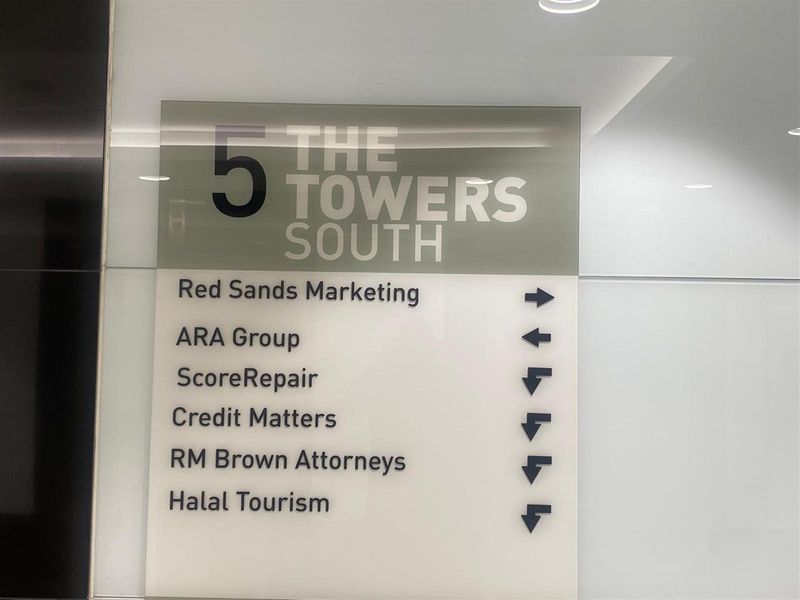 5 THE
TOWERS
SOUTH
Red Sands Marketing
ARA Group
ScoreRepair
Credit Matters
RM Brown Attorneys
Halal Tourism